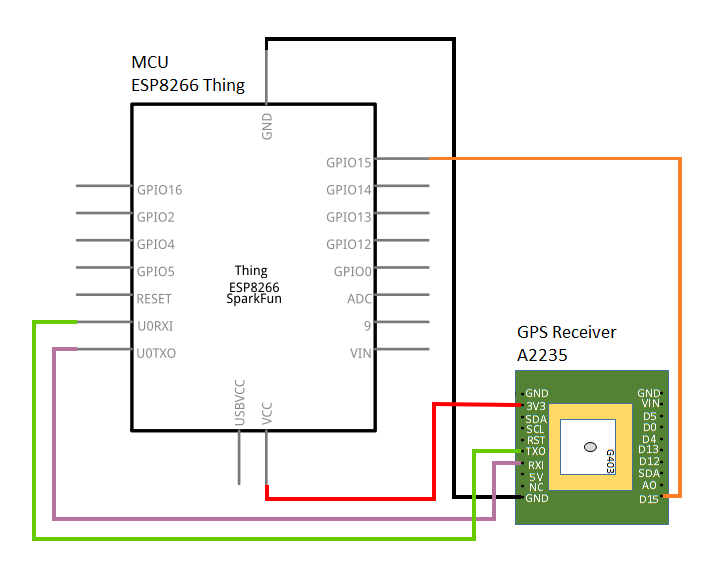 MCU
ESP8266 Thing
GND
GPIO15
GPIO14
GPIO13
GPIO12
GPIO0
ADC
9
VIN
GPIO16
GPIO2
GPIO4
GPIO5
RESET
U0RXI
U0TXO
Thing
ESP8266
SparkFun
USBVCC
VCC
GPS Receiver
A2235
GND
3V3
SDA
SCL
RST
TXO
RXI
5V
NC
GND
G403
GND
VIN
D5
D0
D4
D13
D12
SDA
AO
D15